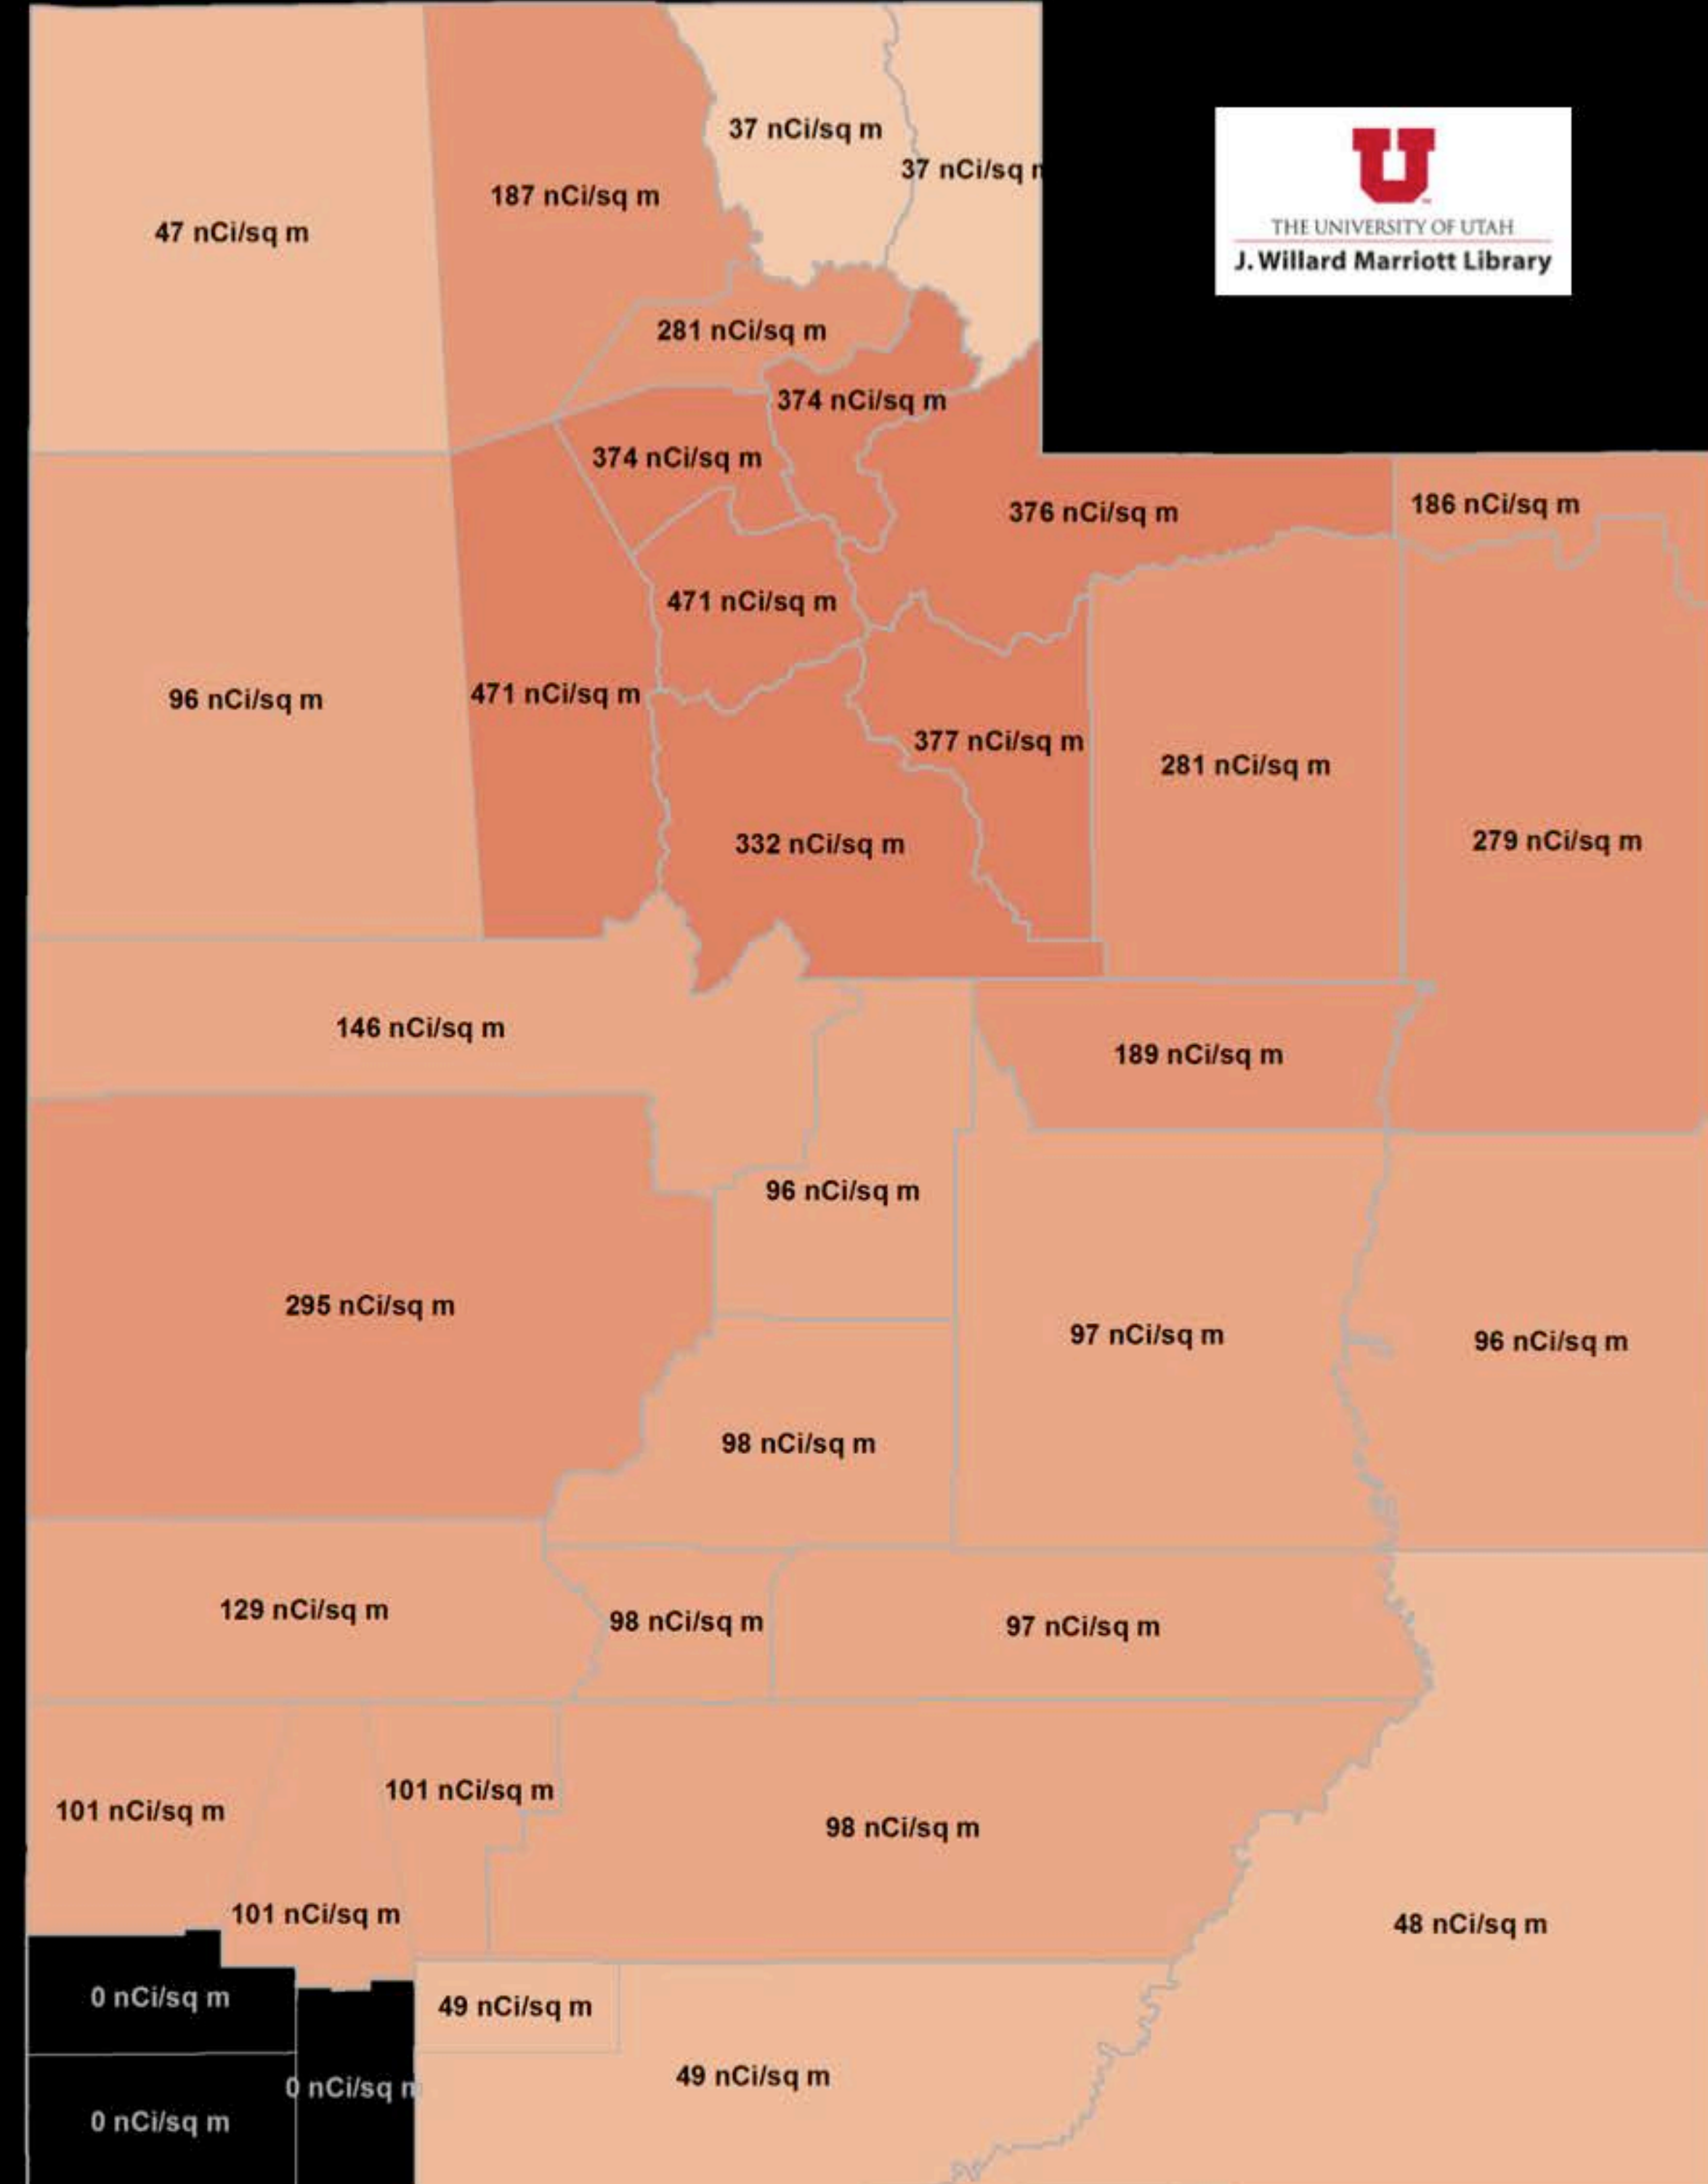 37 nCi/sq m
37 nCi/sq
187 nCi/sq m
47 nCi/sq m
U
THE UNIVERSITY OF UTAH
J. Willard Marriott Library
281 nCi/sq m
374 nCi/sq m
374 nCi/sq m
376 nCi/sq m
186 nCi/sq m
471 nCi/sq m
96 nCi/sq m
471 nCi/sq m
377 nCi/sq m
281 nCi/sq m
332 nCi/sq m
279 nCi/sq m
146 nCi/sq m
189 nCi/sq m
96 nCi/sq m
295 nCi/sq m
97 nCi/sq m
96 nCi/sq m
98 nCi/sq m
129 nCi/sq m
98 nCi/sq m
97 nCi/sq m
101 nCi/sq m
101 nCi/sq m
98 nCi/sq m
101 nCi/sq m
48 nCi/sq m
0 nCi/sq m
49 nCi/sq m
49 nCi/sq m
0 nCi/sq
0 nCi/sq m